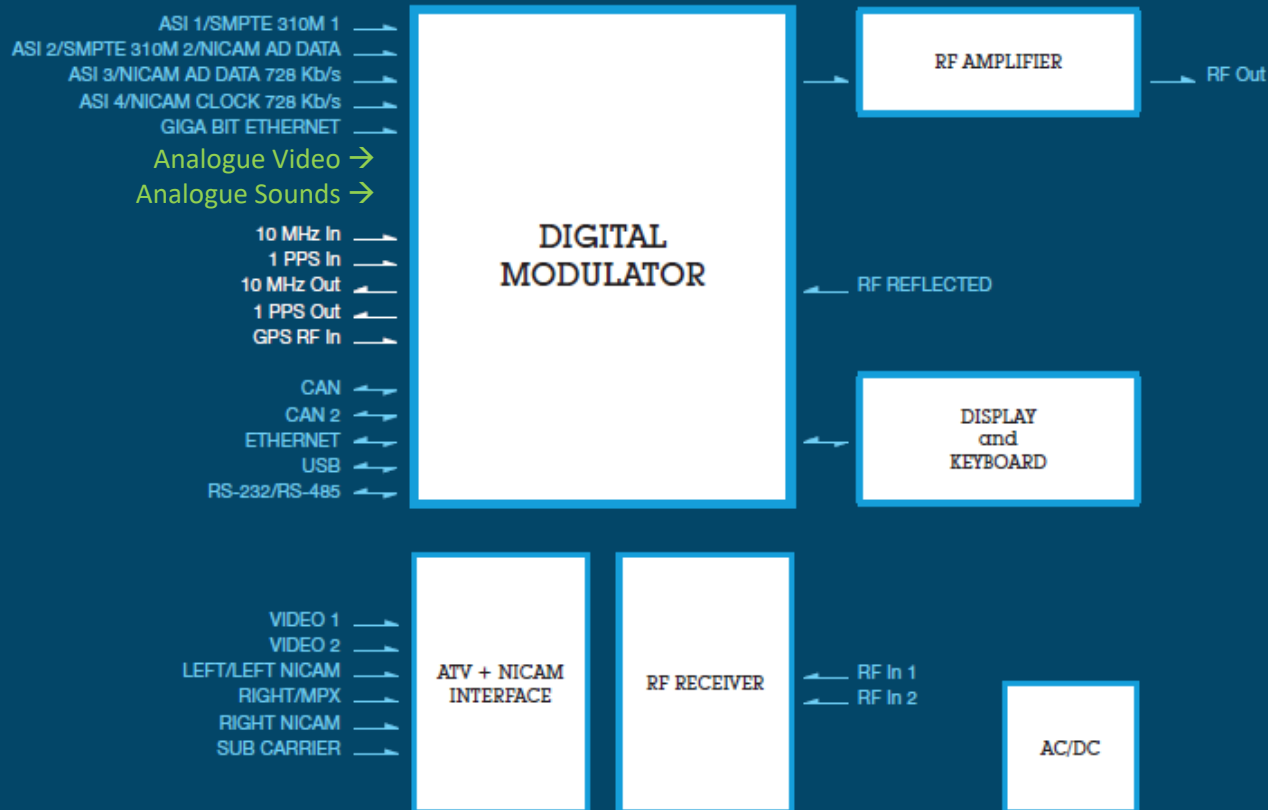 ASI 1/SMPTE 310M 1
ASI 2/SMPTE 310M 2/NICAM AD DATA
ASI 3/NICAM AD DATA 728 Kb/s
ASI 4/NICAM CLOCK 728 Kb/s
GIGA BIT ETHERNET
Analogue Video →
Analogue Sounds →
10 MHz In
1 PPS In
10 MHz Out
1 PPS Out
GPS RF In
CAN
CAN 2
ETHERNET
USB
RS-232/RS-485
DIGITAL
MODULATOR
RF AMPLIFIER
RF Out
RF REFLECTED
DISPLAY
and
KEYBOARD
VIDEO 1
VIDEO 2
LEFT/LEFT NICAM
RIGHT/MPX
RIGHT NICAM
SUB CARRIER
ATV + NICAM
INTERFACE
RF RECEIVER
RF In 1
RF In 2
AC/DC